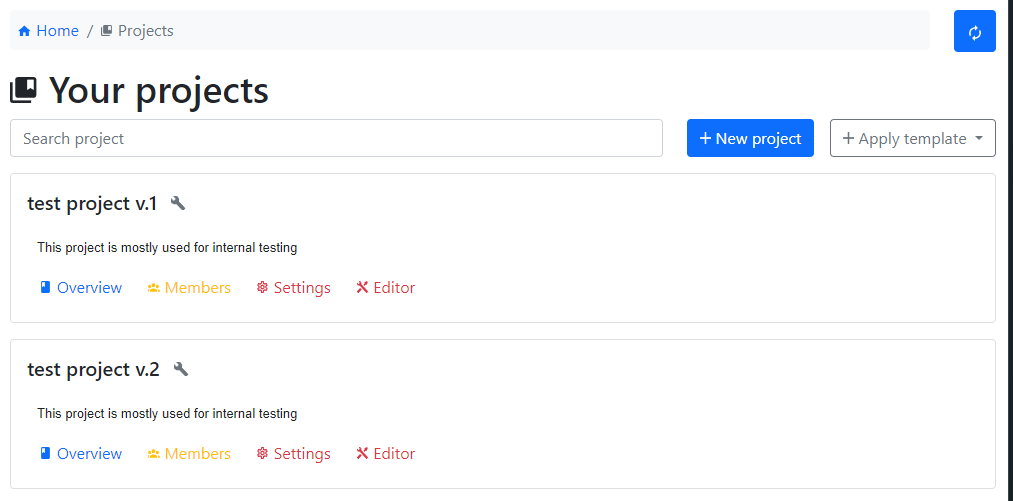 Home / Projects
Your projects
Search project
New project
Apply template
test project v.1
This project is mostly used for internal testing
Overview Members Settings Editor
test project v.2
This project is mostly used for internal testing
Overview Members Settings Editor